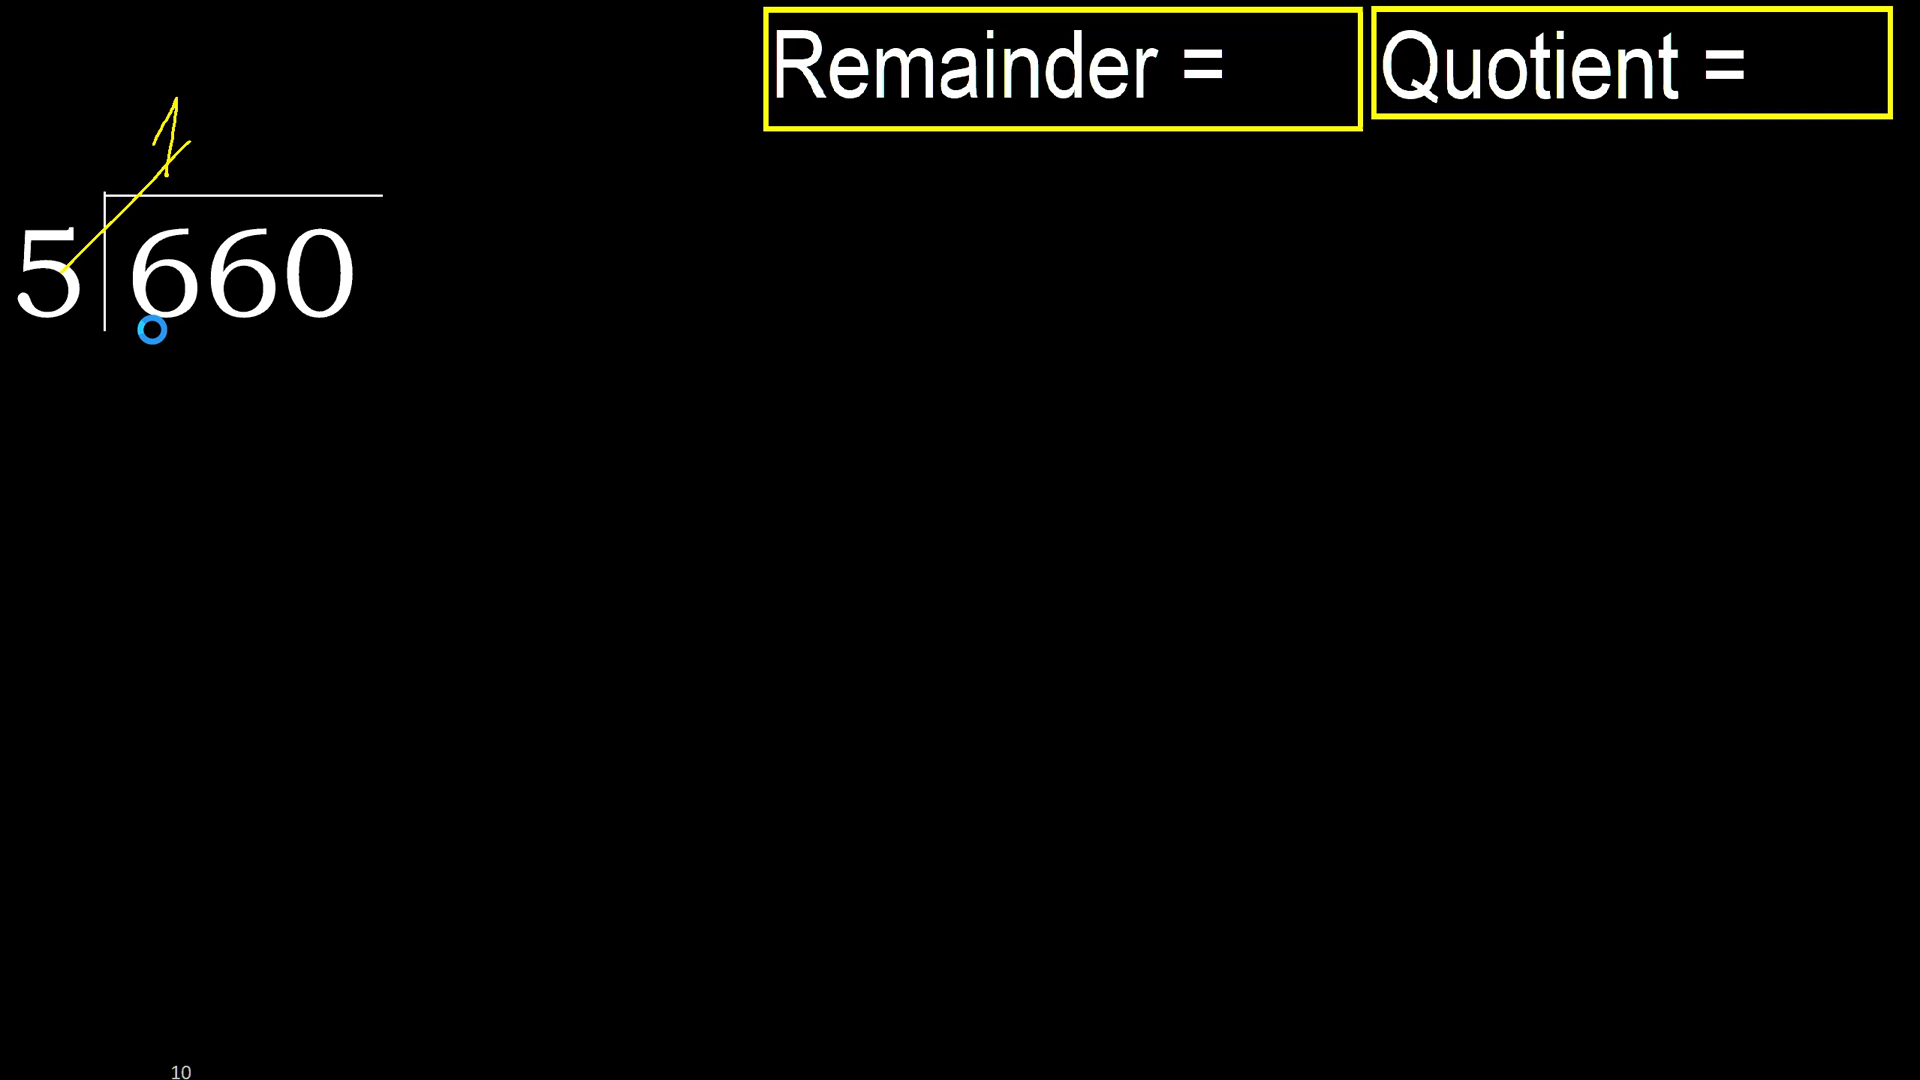 Remainder =
Quotient =
1
5 660
10